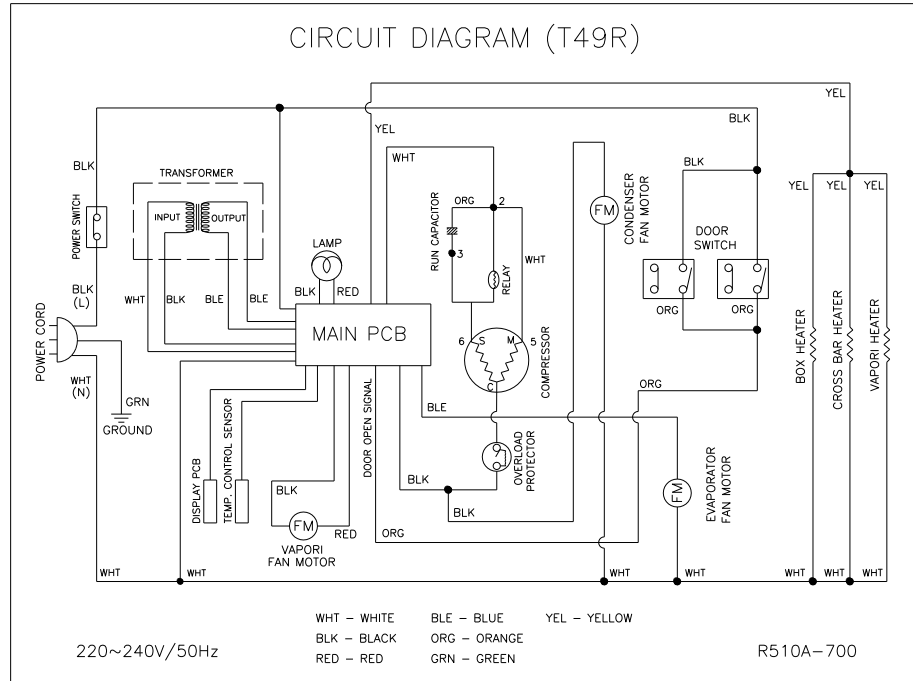 CIRCUIT DIAGRAM (T49R)
YEL
BLK
YEL
BLK
TRANSFORMER
WHT
BLK
YEL
YEL
YEL
INPUT
OUTPUT
POWER SWITCH
ORG
2
RUN CAPACITOR
3
RELAY
WHT
FM
CONDENSER
FAN MOTOR
DOOR
SWITCH
LAMP
BLK
RED
BLK
(L)
WHT
BLK
BLE
BLE
ORG
ORG
POWER CORD
MAIN PCB
6
S
M
5
C
COMPRESSOR
BOX HEATER
CROSS BAR HEATER
VAPORI HEATER
WHT
(N)
GRN
GROUND
ORG
BLE
DISPLAY PCB
TEMP. CONTROL SENSOR
DOOR OPEN SIGNAL
OVERLOAD
PROTECTOR
BLK
BLK
BLK
FM
EVAPORATOR
FAN MOTOR
FM
RED
VAPORI
FAN MOTOR
ORG
WHT
WHT
WHT
WHT
WHT
WHT
WHT
WHT - WHITE
BLE - BLUE
YEL - YELLOW
BLK - BLACK
ORG - ORANGE
RED - RED
GRN - GREEN
220~240V/50Hz
R510A-700